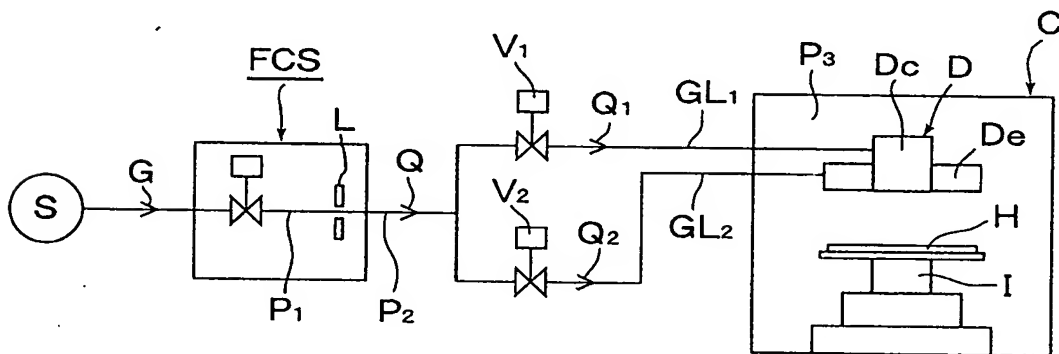 C
V₁
FCS
P₃
Dc
D
L
Q₁
GL₁
De
G
Q
S
V₂
GL₂
H
Q₂
I
P₁
P₂